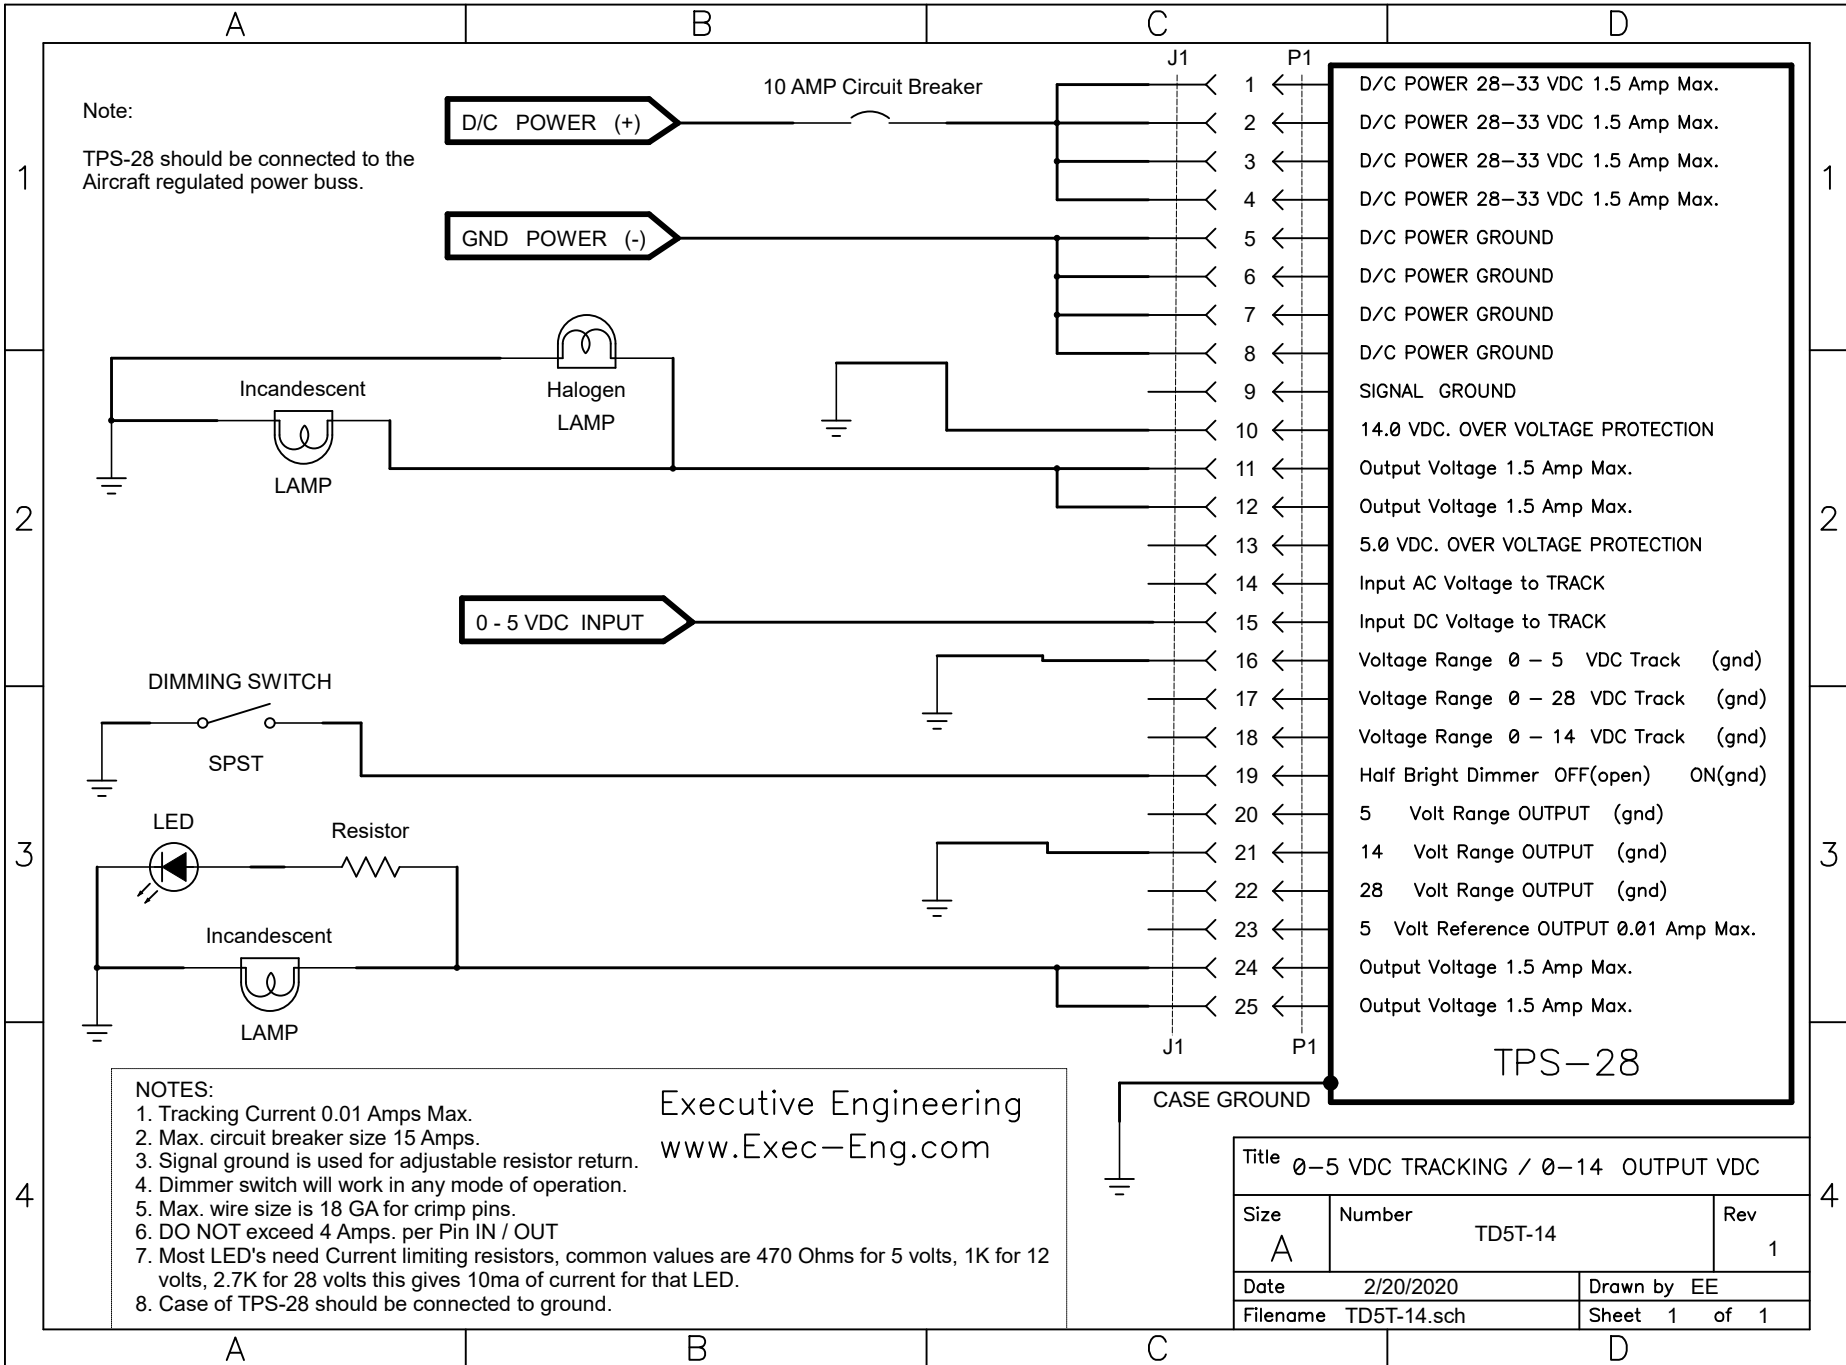 A B C D
J1 P1
Note:
TPS-28 should be connected to the
Aircraft regulated power buss.
D/C POWER (+)
10 AMP Circuit Breaker
GND POWER (-)
1
1
2
2
3
3
4
4
Halogen
LAMP
Incandescent
LAMP
0 - 5 VDC INPUT
DIMMING SWITCH
SPST
LED
Resistor
Incandescent
LAMP
1 D/C POWER 28-33 VDC 1.5 Amp Max.
2 D/C POWER 28-33 VDC 1.5 Amp Max.
3 D/C POWER 28-33 VDC 1.5 Amp Max.
4 D/C POWER 28-33 VDC 1.5 Amp Max.
5 D/C POWER GROUND
6 D/C POWER GROUND
7 D/C POWER GROUND
8 D/C POWER GROUND
9 SIGNAL GROUND
10 14.0 VDC. OVER VOLTAGE PROTECTION
11 Output Voltage 1.5 Amp Max.
12 Output Voltage 1.5 Amp Max.
13 5.0 VDC. OVER VOLTAGE PROTECTION
14 Input AC Voltage to TRACK
15 Input DC Voltage to TRACK
16 Voltage Range 0 - 5 VDC Track (gnd)
17 Voltage Range 0 - 28 VDC Track (gnd)
18 Voltage Range 0 - 14 VDC Track (gnd)
19 Half Bright Dimmer OFF(open) ON(gnd)
20 5 Volt Range OUTPUT (gnd)
21 14 Volt Range OUTPUT (gnd)
22 28 Volt Range OUTPUT (gnd)
23 5 Volt Reference OUTPUT 0.01 Amp Max.
24 Output Voltage 1.5 Amp Max.
25 Output Voltage 1.5 Amp Max.
J1 P1
TPS-28
CASE GROUND
NOTES:
1. Tracking Current 0.01 Amps Max.
2. Max. circuit breaker size 15 Amps.
3. Signal ground is used for adjustable resistor return.
4. Dimmer switch will work in any mode of operation.
5. Max. wire size is 18 GA for crimp pins.
6. DO NOT exceed 4 Amps. per Pin IN / OUT
7. Most LED's need Current limiting resistors, common values are 470 Ohms for 5 volts, 1K for 12
volts, 2.7K for 28 volts this gives 10ma of current for that LED.
8. Case of TPS-28 should be connected to ground.
Executive Engineering
www.Exec-Eng.com
Title 0-5 VDC TRACKING / 0-14 OUTPUT VDC
Size Number Rev
A TD5T-14 1
Date 2/20/2020 Drawn by EE
Filename TD5T-14.sch Sheet 1 of 1
A B C D